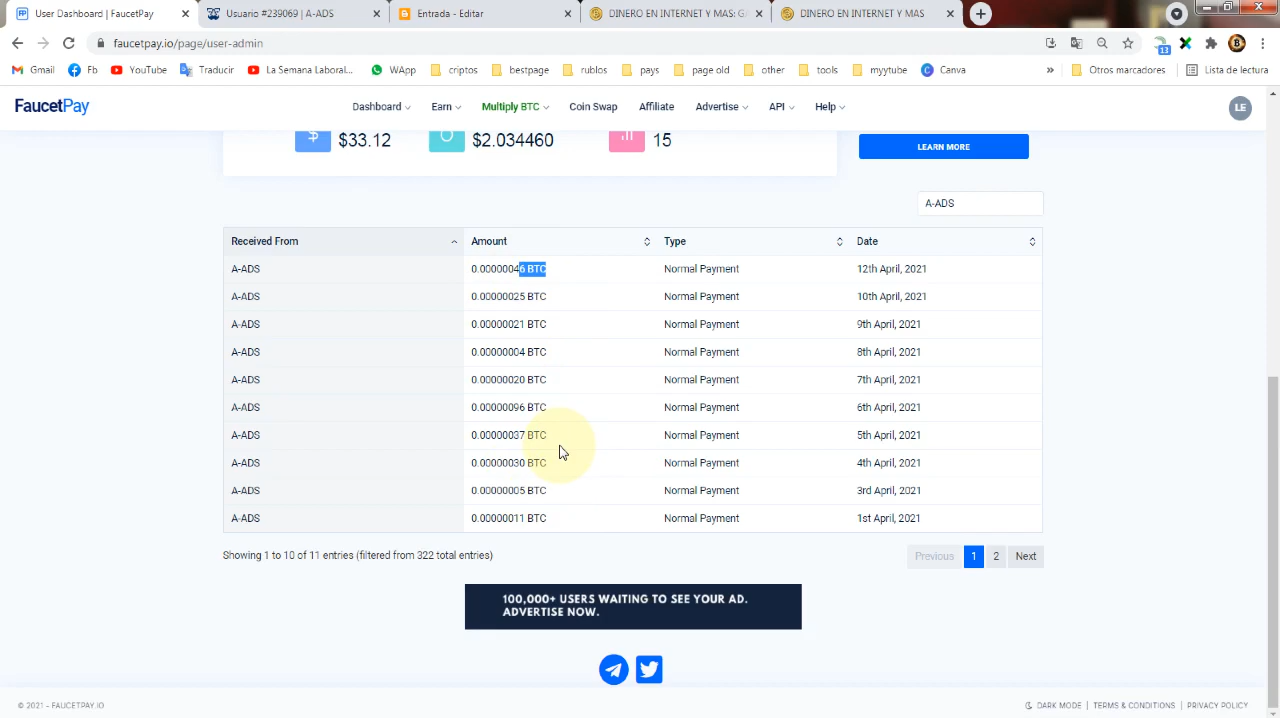 User Dashboard | FaucetPay
Usuario #239069 | A-ADS
Entrada - Editar
DINERO EN INTERNET Y MAS: GA
DINERO EN INTERNET Y MAS
faucetpay.io/page/user-admin
13
Gmail
Fb
YouTube
Traducir
La Semana Laboral...
WApp
criptos
bestpage
rublos
pays
page old
other
tools
myytube
Canva
»
Otros marcadores
Lista de lectura
FaucetPay
Dashboard
Earn
Multiply BTC
Coin Swap
Affiliate
Advertise
API
Help
LE
$33.12
$2.034460
15
LEARN MORE
A-ADS
Received From Amount Type Date
A-ADS 0.00000046 BTC Normal Payment 12th April, 2021
A-ADS 0.00000025 BTC Normal Payment 10th April, 2021
A-ADS 0.00000021 BTC Normal Payment 9th April, 2021
A-ADS 0.00000004 BTC Normal Payment 8th April, 2021
A-ADS 0.00000020 BTC Normal Payment 7th April, 2021
A-ADS 0.00000096 BTC Normal Payment 6th April, 2021
A-ADS 0.00000037 BTC Normal Payment 5th April, 2021
A-ADS 0.00000030 BTC Normal Payment 4th April, 2021
A-ADS 0.00000005 BTC Normal Payment 3rd April, 2021
A-ADS 0.00000011 BTC Normal Payment 1st April, 2021
Showing 1 to 10 of 11 entries (filtered from 322 total entries)
Previous 1 2 Next
100,000+ USERS WAITING TO SEE YOUR AD.
ADVERTISE NOW.
© 2021 - FAUCETPAY.IO
DARK MODE | TERMS & CONDITIONS | PRIVACY POLICY